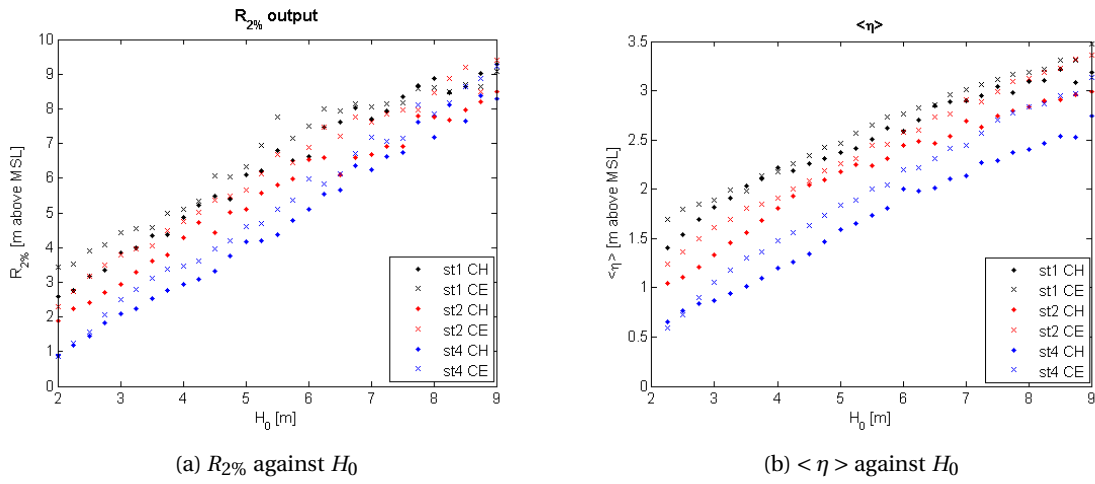 R2% output
10
9
8
7
6
5
4
3
2
1
0
R2% [m above MSL]
2 3 4 5 6 7 8 9
H0 [m]
st1 CH
st1 CE
st2 CH
st2 CE
st4 CH
st4 CE
(a) R2% against H0
<η>
3.5
3
2.5
2
1.5
1
0.5
0
<η> [m above MSL]
2 3 4 5 6 7 8 9
H0 [m]
st1 CH
st1 CE
st2 CH
st2 CE
st4 CH
st4 CE
(b) < η > against H0